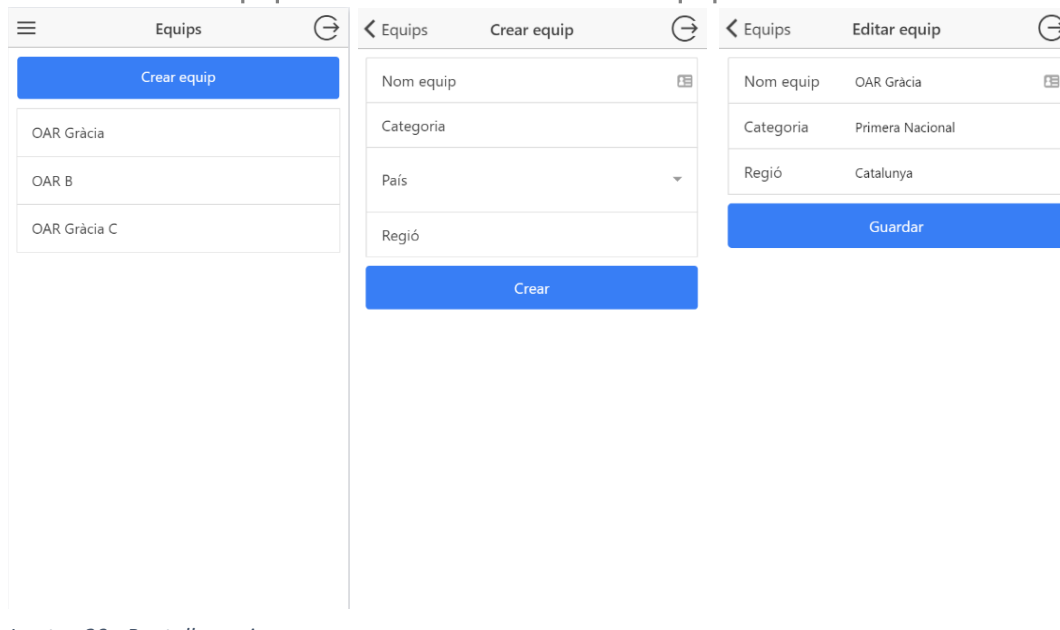 Equips
Crear equip
OAR Gràcia
OAR B
OAR Gràcia C
Equips Crear equip
Nom equip
Categoria
País
Regió
Crear
Equips Editar equip
Nom equip OAR Gràcia
Categoria Primera Nacional
Regió Catalunya
Guardar